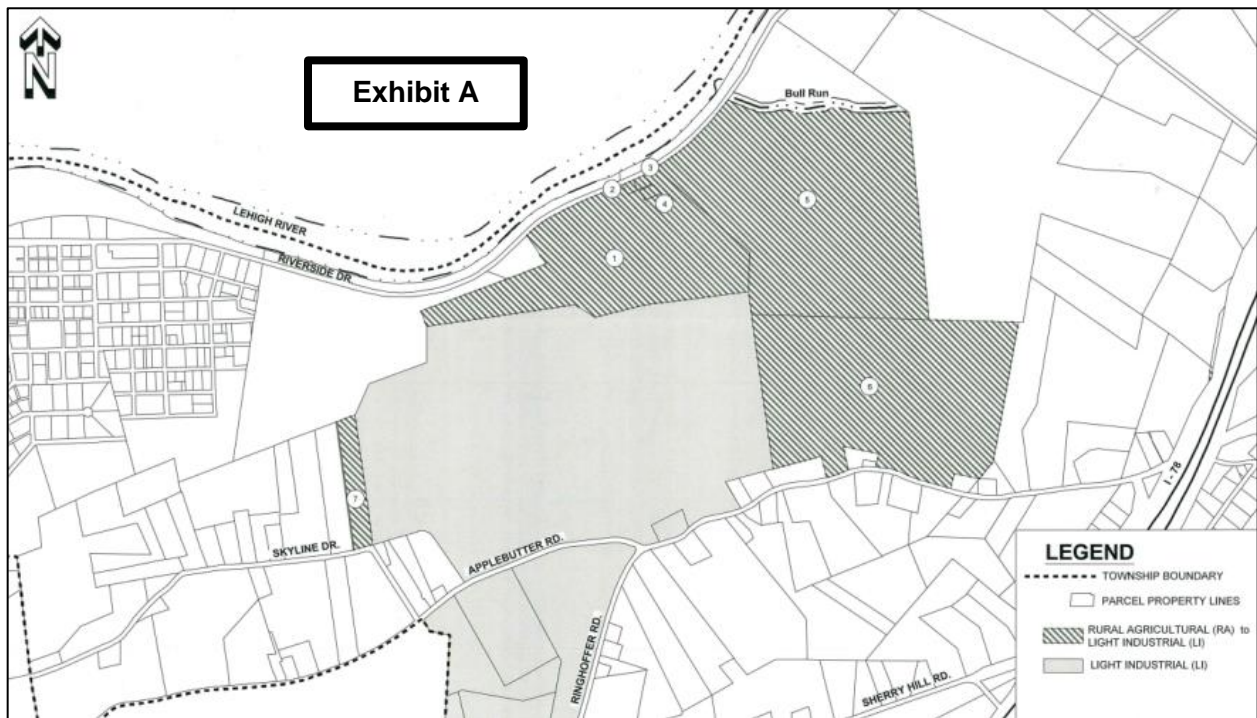 N
Exhibit A
Bull Run
3
2
4
5
LEHIGH RIVER
1
RIVERSIDE DR.
6
7
I - 78
SKYLINE DR.
APPLEBUTTER RD.
RINGHOFFER RD.
SHERRY HILL RD.
LEGEND
TOWNSHIP BOUNDARY
PARCEL PROPERTY LINES
RURAL AGRICULTURAL (RA) to
LIGHT INDUSTRIAL (LI)
LIGHT INDUSTRIAL (LI)